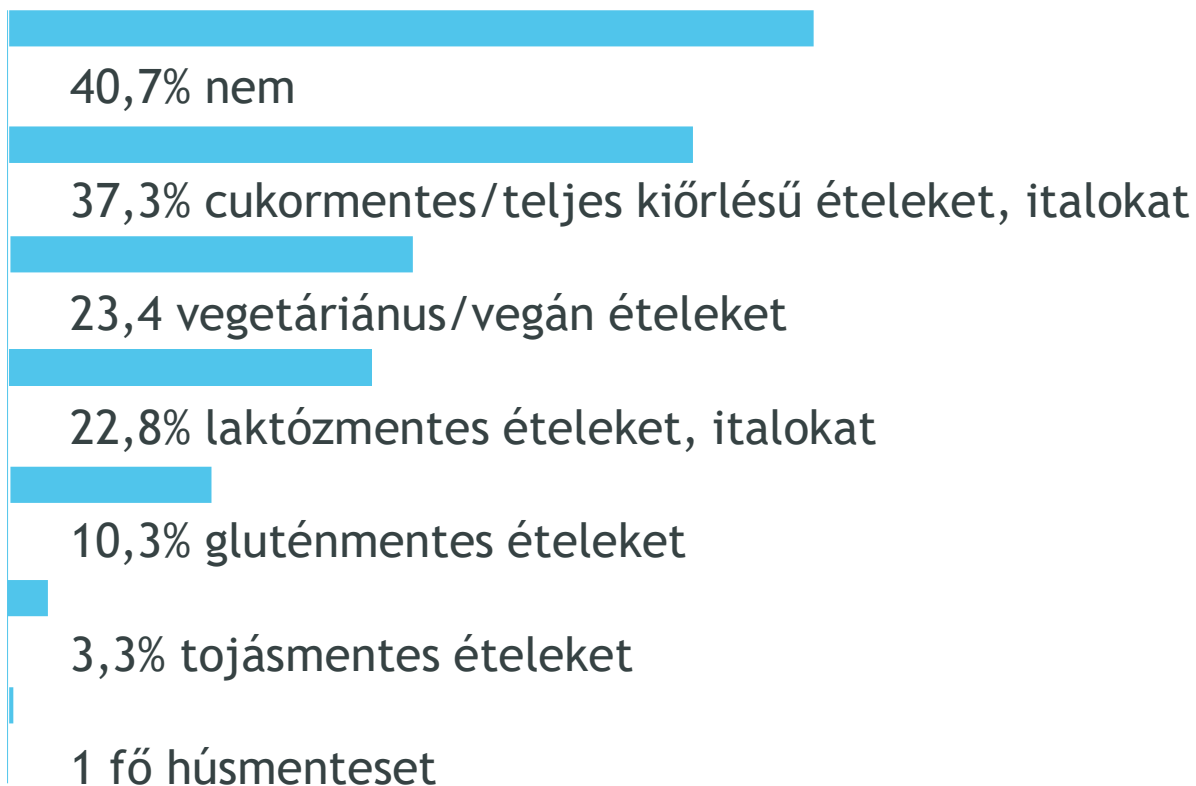 40,7% nem
37,3% cukormentes/teljes kiőrlésű ételeket, italokat
23,4 vegetáriánus/vegán ételeket
22,8% laktózmentes ételeket, italokat
10,3% gluténmentes ételeket
3,3% tojásmentes ételeket
1 fő húsmenteset